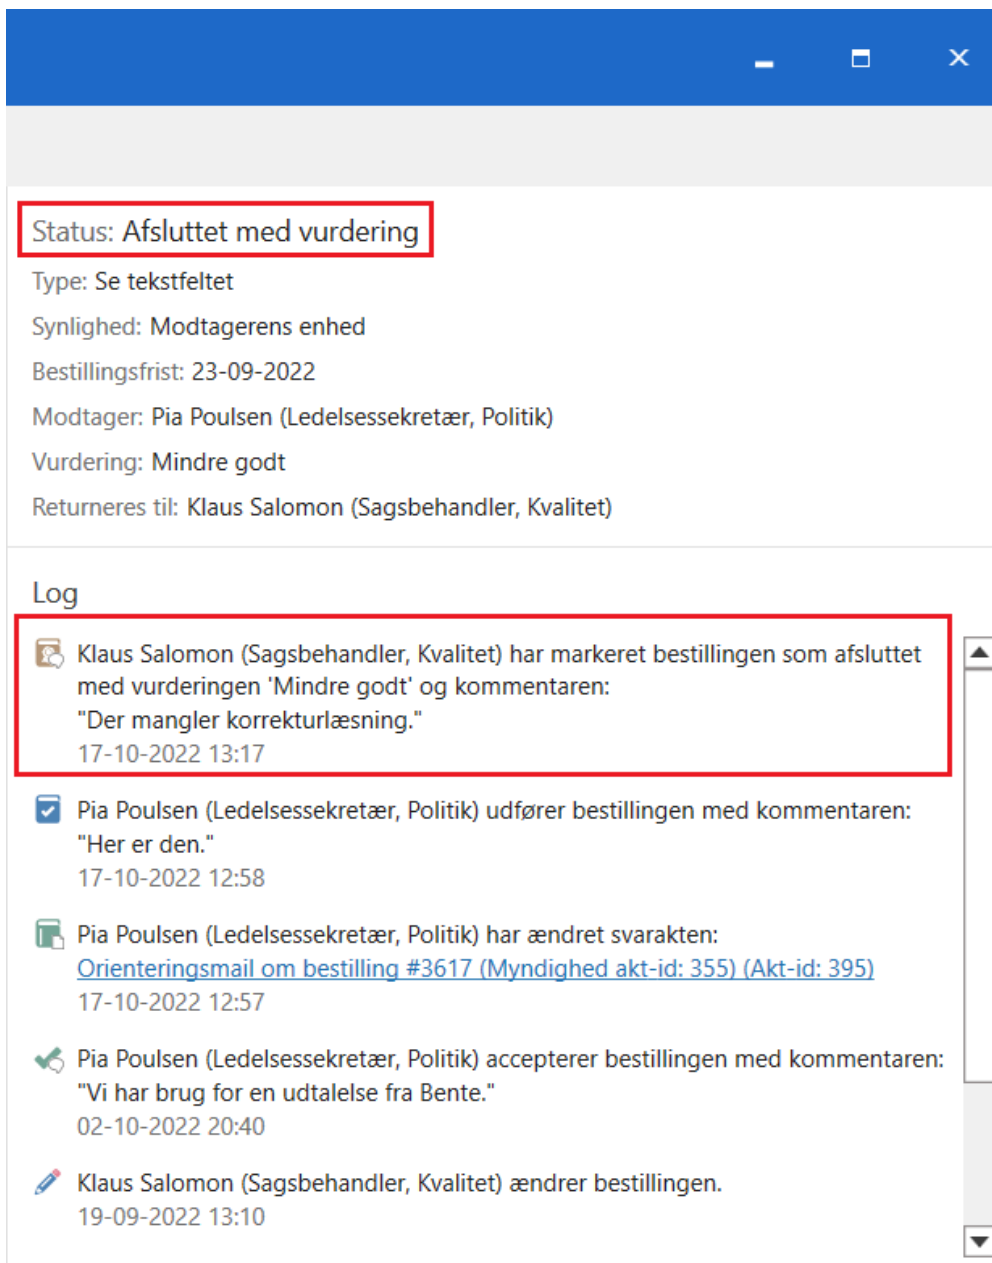 Status: Afsluttet med vurdering
Type: Se tekstfeltet
Synlighed: Modtagerens enhed
Bestillingsfrist: 23-09-2022
Modtager: Pia Poulsen (Ledelsessekretær, Politik)
Vurdering: Mindre godt
Returneres til: Klaus Salomon (Sagsbehandler, Kvalitet)
Log
Klaus Salomon (Sagsbehandler, Kvalitet) har markeret bestillingen som afsluttet
med vurderingen 'Mindre godt' og kommentaren:
"Der mangler korrekturlæsning."
17-10-2022 13:17
Pia Poulsen (Ledelsessekretær, Politik) udfører bestillingen med kommentaren:
"Her er den."
17-10-2022 12:58
Pia Poulsen (Ledelsessekretær, Politik) har ændret svarakten:
Orienteringsmail om bestilling #3617 (Myndighed akt-id: 355) (Akt-id: 395)
17-10-2022 12:57
Pia Poulsen (Ledelsessekretær, Politik) accepterer bestillingen med kommentaren:
"Vi har brug for en udtalelse fra Bente."
02-10-2022 20:40
Klaus Salomon (Sagsbehandler, Kvalitet) ændrer bestillingen.
19-09-2022 13:10